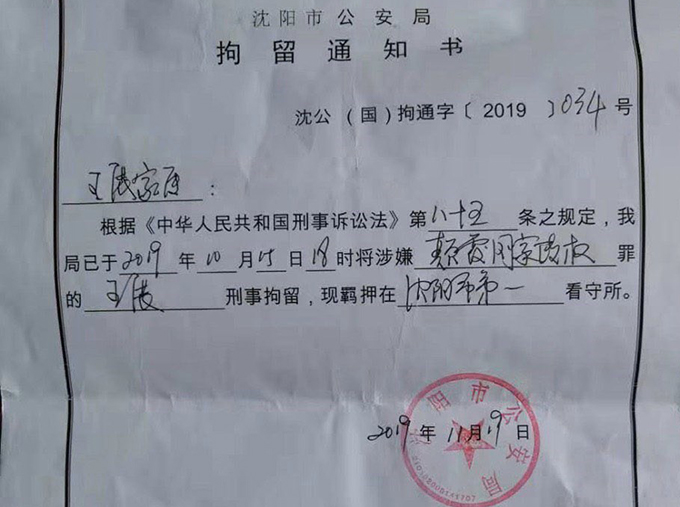 沈阳市公安局
拘留通知书
沈公（国）拘通字〔2019〕034号
王展家属：
根据《中华人民共和国刑事诉讼法》第八十五条之规定，我
局已于2019年10月15日18时将涉嫌颠覆国家政权罪
的王展刑事拘留，现羁押在沈阳市第一看守所。
沈阳市公安局
2019年11月19日